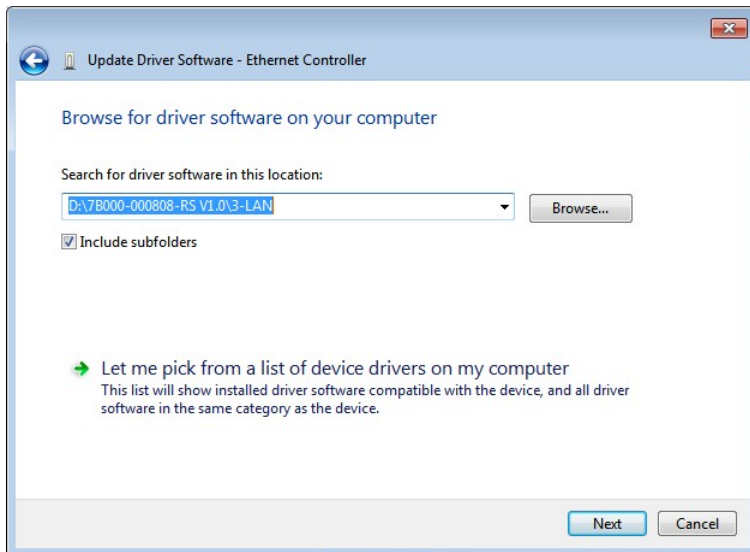 Update Driver Software - Ethernet Controller
Browse for driver software on your computer
Search for driver software in this location:
D:\7B000-000808-RS V1.0\3-LAN
Browse...
Include subfolders
Let me pick from a list of device drivers on my computer
This list will show installed driver software compatible with the device, and all driver
software in the same category as the device.
Next
Cancel